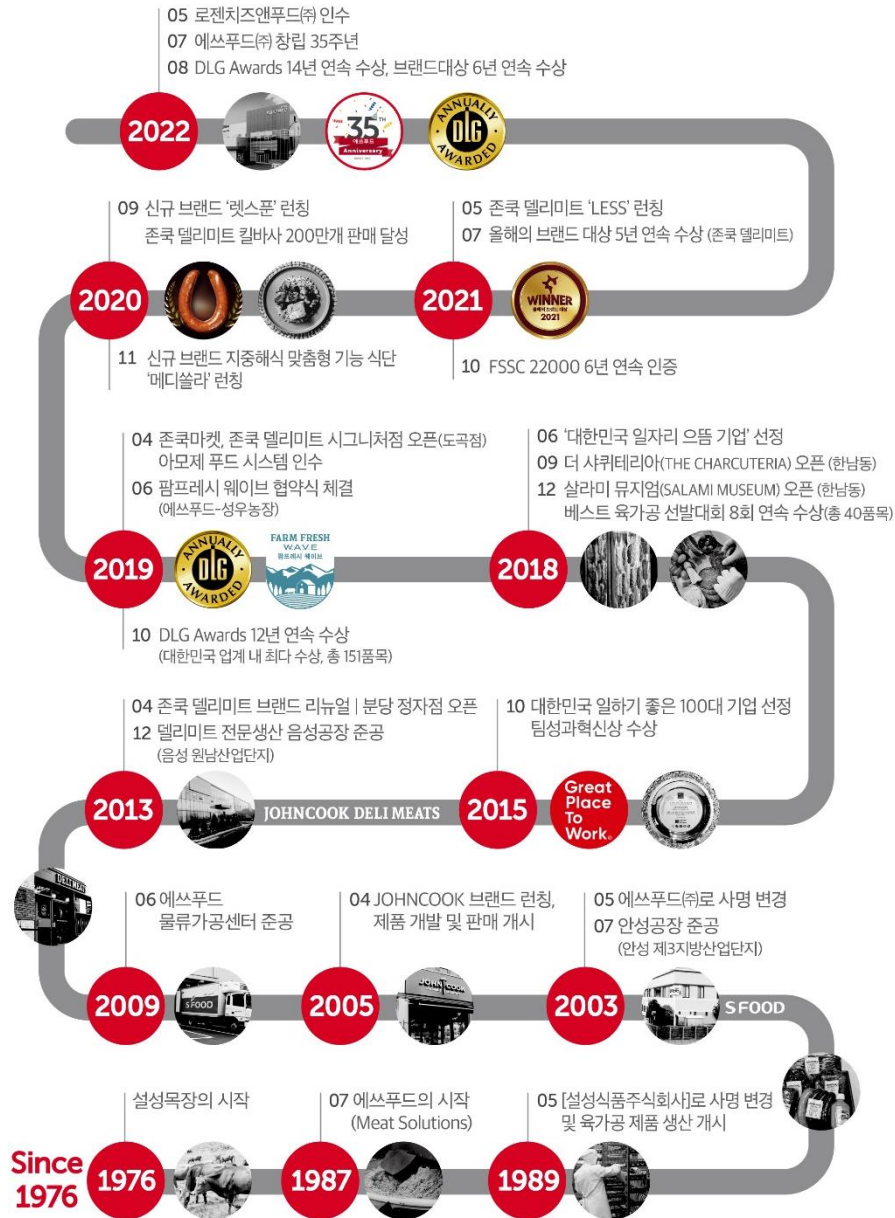 05 로젠치즈앤푸드㈜ 인수
07 에쓰푸드㈜ 창립 35주년
08 DLG Awards 14년 연속 수상, 브랜드대상 6년 연속 수상
2022
35TH
에쓰푸드
Anniversary
ANNUALLY
DLG
AWARDED
09 신규 브랜드 '렛스푼' 런칭
존쿡 델리미트 킬바사 200만개 판매 달성
2020
11 신규 브랜드 지중해식 맞춤형 기능 식단
'메디쏠라' 런칭
05 존쿡 델리미트 'LESS' 런칭
07 올해의 브랜드 대상 5년 연속 수상 (존쿡 델리미트)
2021
WINNER
올해의 브랜드 대상
2021
10 FSSC 22000 6년 연속 인증
04 존쿡마켓, 존쿡 델리미트 시그니처점 오픈(도곡점)
아모제 푸드 시스템 인수
06 팜프레시 웨이브 협약식 체결
(에쓰푸드-성우농장)
2019
ANNUALLY
DLG
AWARDED
FARM FRESH
W.A.V.E
팜프레시 웨이브
10 DLG Awards 12년 연속 수상
(대한민국 업계 내 최다 수상, 총 151품목)
06 '대한민국 일자리 으뜸 기업' 선정
09 더 샤퀴테리아(THE CHARCUTERIA) 오픈 (한남동)
12 살라미 뮤지엄(SALAMI MUSEUM) 오픈 (한남동)
베스트 육가공 선발대회 8회 연속 수상(총 40품목)
2018
04 존쿡 델리미트 브랜드 리뉴얼 | 분당 정자점 오픈
12 델리미트 전문생산 음성공장 준공
(음성 원남산업단지)
2013
JOHNCOOK DELI MEATS
10 대한민국 일하기 좋은 100대 기업 선정
팀성과혁신상 수상
2015
Great
Place
To
Work®
DELI MEAT
06 에쓰푸드
물류가공센터 준공
2009
SFOOD
04 JOHNCOOK 브랜드 런칭,
제품 개발 및 판매 개시
2005
JOHN COOK
05 에쓰푸드㈜로 사명 변경
07 안성공장 준공
(안성 제3지방산업단지)
2003
SFOOD
설성목장의 시작
Since
1976
1976
07 에쓰푸드의 시작
(Meat Solutions)
1987
05 [설성식품주식회사]로 사명 변경
및 육가공 제품 생산 개시
1989